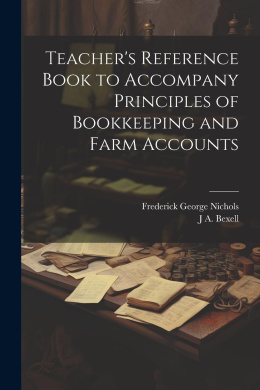 Teacher's Reference
Book to Accompany
Principles of
Bookkeeping and
Farm Accounts
Frederick George Nichols
J A. Bexell